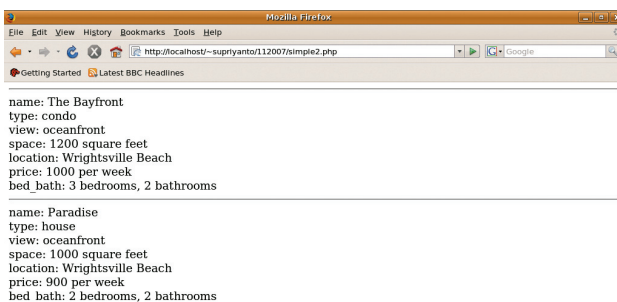 Mozilla Firefox
File Edit View History Bookmarks Tools Help
http://localhost/~supriyanto/112007/simple2.php
Google
Getting Started Latest BBC Headlines
name: The Bayfront
type: condo
view: oceanfront
space: 1200 square feet
location: Wrightsville Beach
price: 1000 per week
bed_bath: 3 bedrooms, 2 bathrooms
name: Paradise
type: house
view: oceanfront
space: 1000 square feet
location: Wrightsville Beach
price: 900 per week
bed_bath: 2 bedrooms, 2 bathrooms